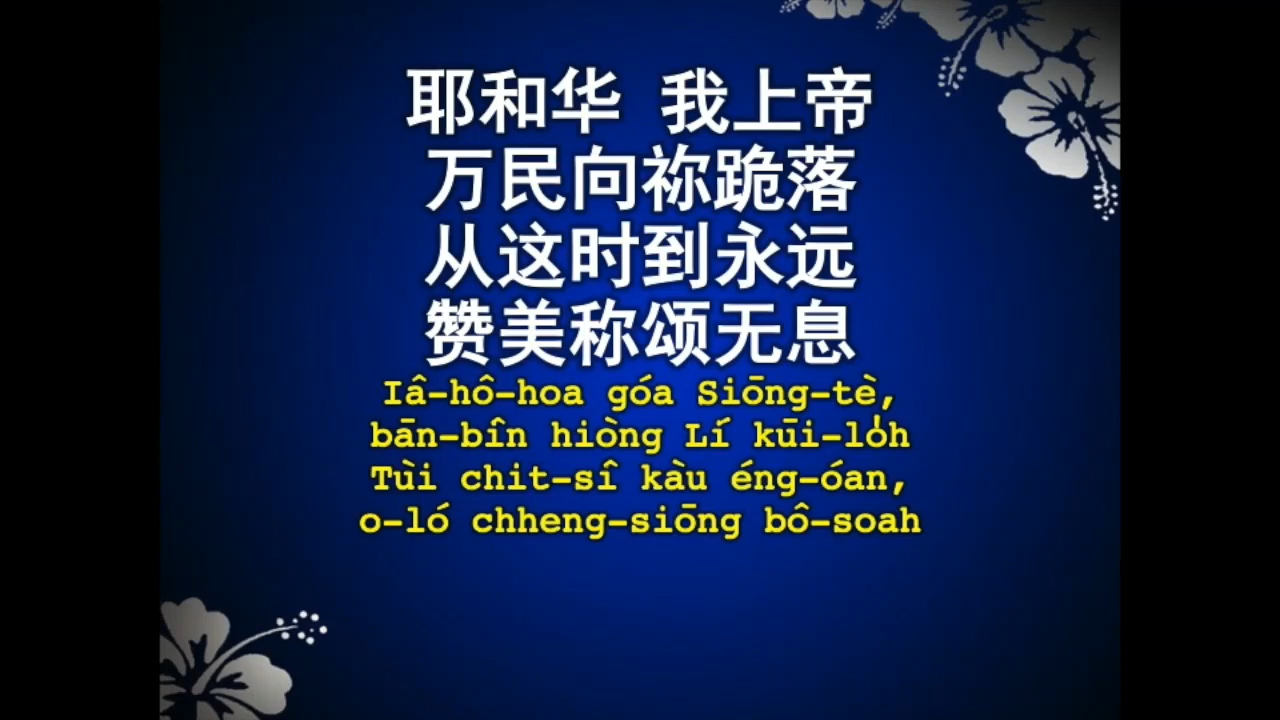 耶和华 我上帝
万民向祢跪落
从这时到永远
赞美称颂无息
Iâ-hô-hoa góa Siōng-tè,
bān-bîn hiòng Lí kūi-lo̍h
Tùi chit-sî kàu éng-óan,
o-ló chheng-siōng bô-soah